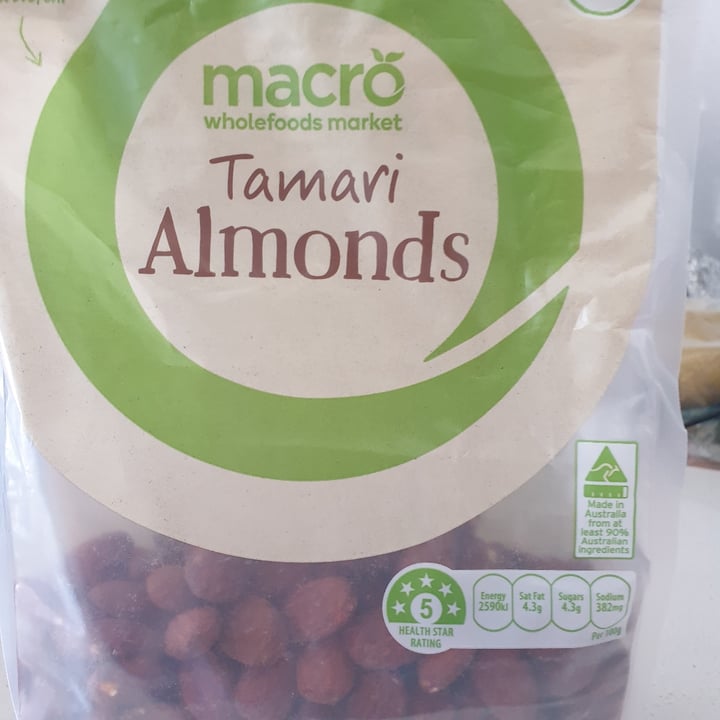 macro
wholefoods market
Tamari
Almonds
Made in
Australia
from at
least 90%
Australian
ingredients
5
HEALTH STAR
RATING
Energy
2590kJ
Sat Fat
4.3g
Sugars
4.3g
Sodium
382mg
Per 100g